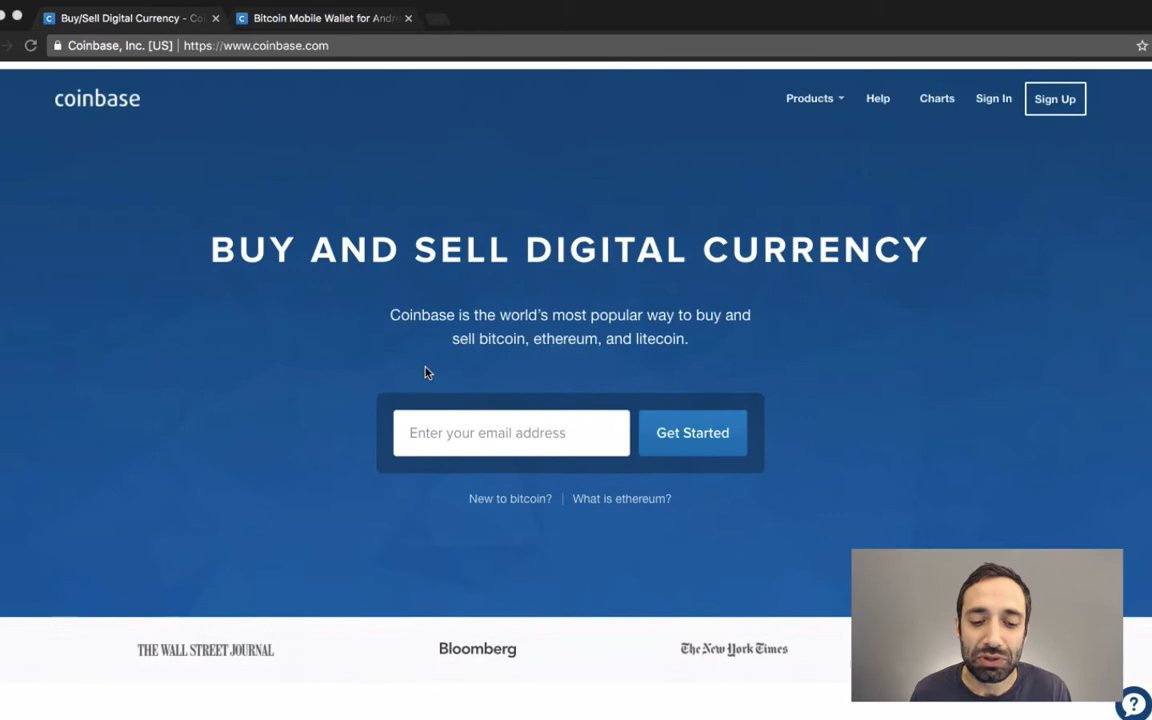 Buy/Sell Digital Currency - Co
Bitcoin Mobile Wallet for Andr
Coinbase, Inc. [US] | https://www.coinbase.com
coinbase
Products
Help
Charts
Sign In
Sign Up
BUY AND SELL DIGITAL CURRENCY
Coinbase is the world's most popular way to buy and
sell bitcoin, ethereum, and litecoin.
Enter your email address
Get Started
New to bitcoin? | What is ethereum?
THE WALL STREET JOURNAL
Bloomberg
The New York Times
?